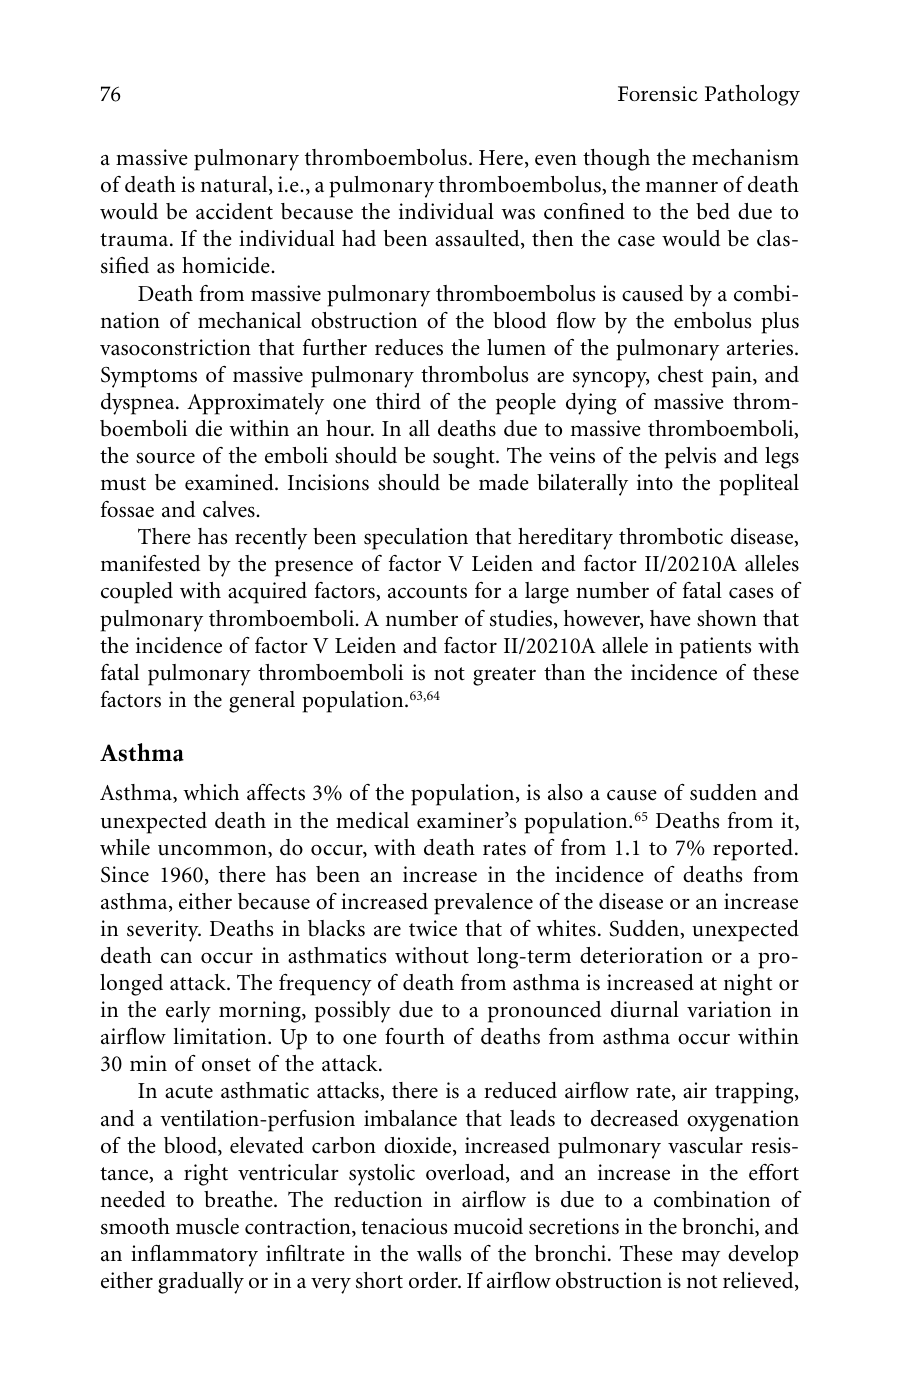 76 Forensic Pathology
a massive pulmonary thromboembolus. Here, even though the mechanism
of death is natural, i.e., a pulmonary thromboembolus, the manner of death
would be accident because the individual was confined to the bed due to
trauma. If the individual had been assaulted, then the case would be clas-
sified as homicide.
Death from massive pulmonary thromboembolus is caused by a combi-
nation of mechanical obstruction of the blood flow by the embolus plus
vasoconstriction that further reduces the lumen of the pulmonary arteries.
Symptoms of massive pulmonary thrombolus are syncopy, chest pain, and
dyspnea. Approximately one third of the people dying of massive throm-
boemboli die within an hour. In all deaths due to massive thromboemboli,
the source of the emboli should be sought. The veins of the pelvis and legs
must be examined. Incisions should be made bilaterally into the popliteal
fossae and calves.
There has recently been speculation that hereditary thrombotic disease,
manifested by the presence of factor V Leiden and factor II/20210A alleles
coupled with acquired factors, accounts for a large number of fatal cases of
pulmonary thromboemboli. A number of studies, however, have shown that
the incidence of factor V Leiden and factor II/20210A allele in patients with
fatal pulmonary thromboemboli is not greater than the incidence of these
factors in the general population.63,64
Asthma
Asthma, which affects 3% of the population, is also a cause of sudden and
unexpected death in the medical examiner’s population.65 Deaths from it,
while uncommon, do occur, with death rates of from 1.1 to 7% reported.
Since 1960, there has been an increase in the incidence of deaths from
asthma, either because of increased prevalence of the disease or an increase
in severity. Deaths in blacks are twice that of whites. Sudden, unexpected
death can occur in asthmatics without long-term deterioration or a pro-
longed attack. The frequency of death from asthma is increased at night or
in the early morning, possibly due to a pronounced diurnal variation in
airflow limitation. Up to one fourth of deaths from asthma occur within
30 min of onset of the attack.
In acute asthmatic attacks, there is a reduced airflow rate, air trapping,
and a ventilation-perfusion imbalance that leads to decreased oxygenation
of the blood, elevated carbon dioxide, increased pulmonary vascular resis-
tance, a right ventricular systolic overload, and an increase in the effort
needed to breathe. The reduction in airflow is due to a combination of
smooth muscle contraction, tenacious mucoid secretions in the bronchi, and
an inflammatory infiltrate in the walls of the bronchi. These may develop
either gradually or in a very short order. If airflow obstruction is not relieved,